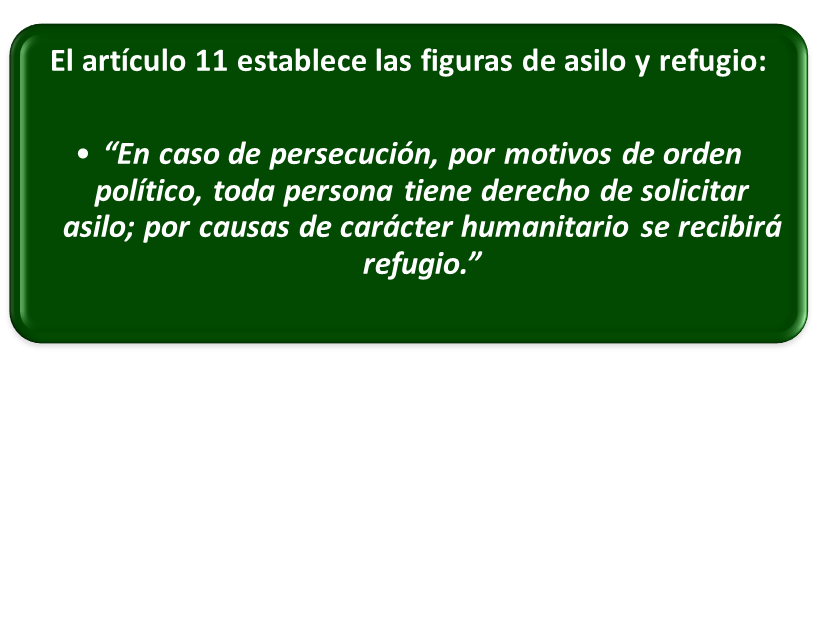 El artículo 11 establece las figuras de asilo y refugio:
• “En caso de persecución, por motivos de orden
político, toda persona tiene derecho de solicitar
asilo; por causas de carácter humanitario se recibirá
refugio.”